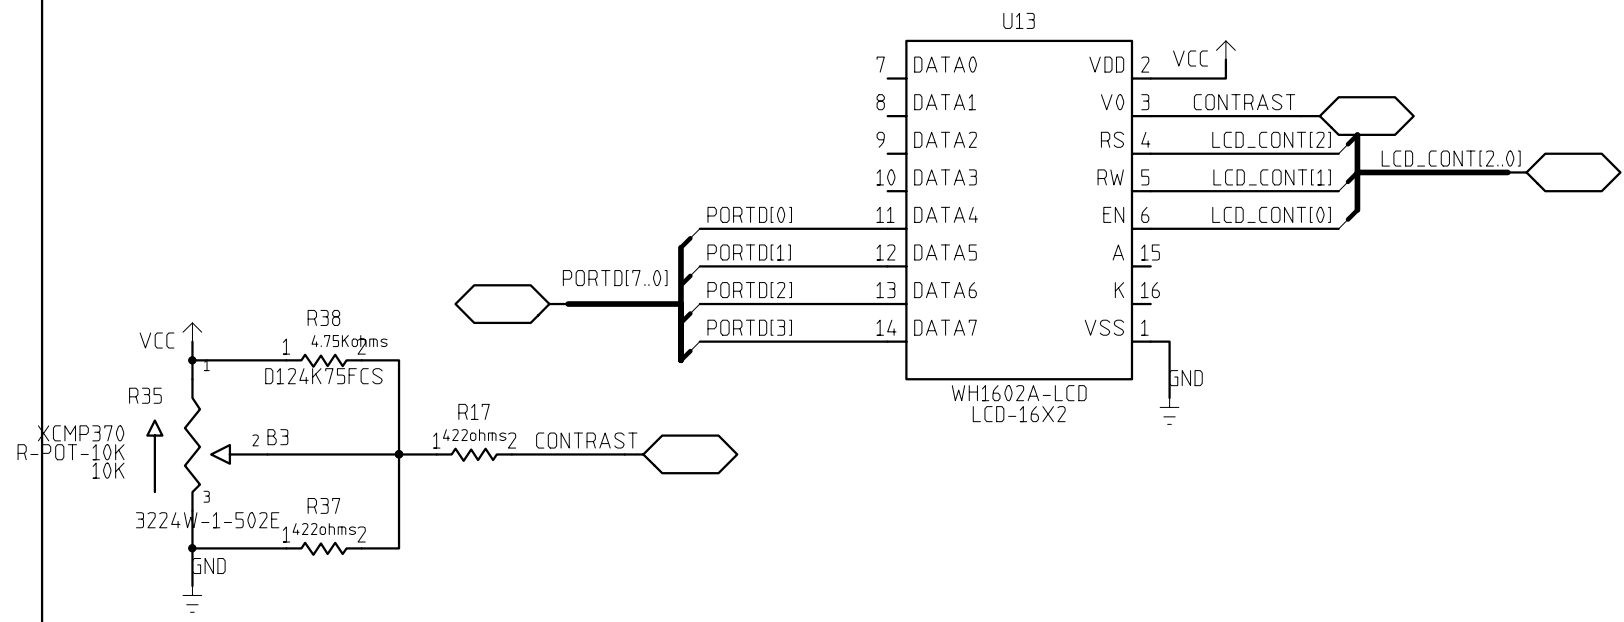 U13
7 DATA0 VDD 2 VCC
8 DATA1 V0 3 CONTRAST
9 DATA2 RS 4 LCD_CONT[2]
10 DATA3 RW 5 LCD_CONT[1]
LCD_CONT[2..0]
PORTD[0] 11 DATA4 EN 6 LCD_CONT[0]
PORTD[1] 12 DATA5 A 15
PORTD[7..0]
PORTD[2] 13 DATA6 K 16
PORTD[3] 14 DATA7 VSS 1
GND
WH1602A-LCD
LCD-16X2
R38
VCC
1 4.75Kohms 2
1
D124K75FCS
R35
XCMP370
R-POT-10K
10K
2 B3
R17
1 422ohms 2 CONTRAST
3
3224W-1-502E
R37
1 422ohms 2
GND